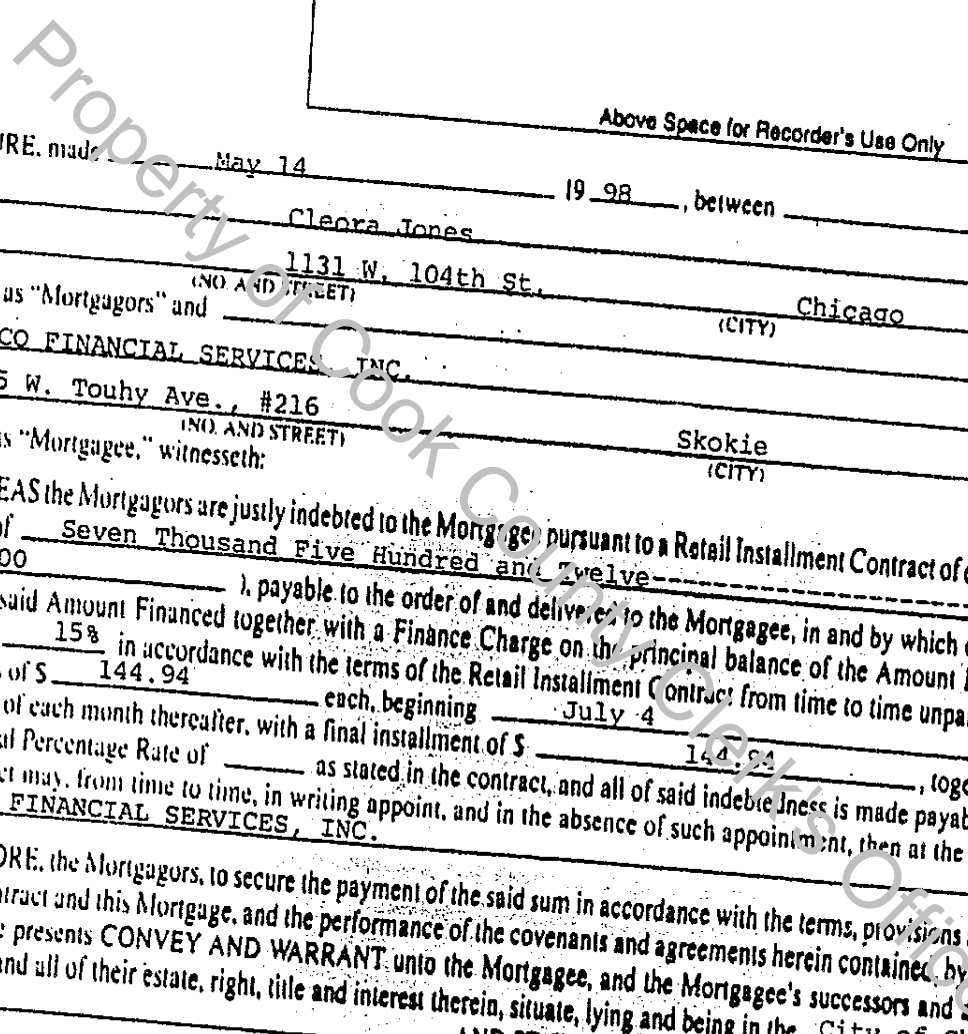 Above Space for Recorder's Use Only
URE, made May 14 19 98 , between
Cleora Jones
1131 W. 104th St. Chicago
(NO. AND STREET) (CITY)
as "Mortgagors" and
CO FINANCIAL SERVICES, INC.
5 W. Touhy Ave., #216 Skokie
(NO. AND STREET) (CITY)
as "Mortgagee," witnesseth:
EAS the Mortgagors are justly indebted to the Mortgagee pursuant to a Retail Installment Contract of
of Seven Thousand Five Hundred and Twelve--------------------
00 ), payable to the order of and delivered to the Mortgagee, in and by which
said Amount Financed together with a Finance Charge on the principal balance of the Amount
15% in accordance with the terms of the Retail Installment Contract from time to time unpa
of $ 144.94 each, beginning July 4
of each month thereafter, with a final installment of $ 144.94 , toge
al Percentage Rate of as stated in the contract, and all of said indebtedness is made payab
ct may, from time to time, in writing appoint, and in the absence of such appointment, then at the
FINANCIAL SERVICES, INC.
ORE, the Mortgagors, to secure the payment of the said sum in accordance with the terms, provisions
ntract and this Mortgage, and the performance of the covenants and agreements herein contained, by
e presents CONVEY AND WARRANT unto the Mortgagee, and the Mortgagee's successors and
and all of their estate, right, title and interest therein, situate, lying and being in the City of
Property of Cook County Clerk's Office